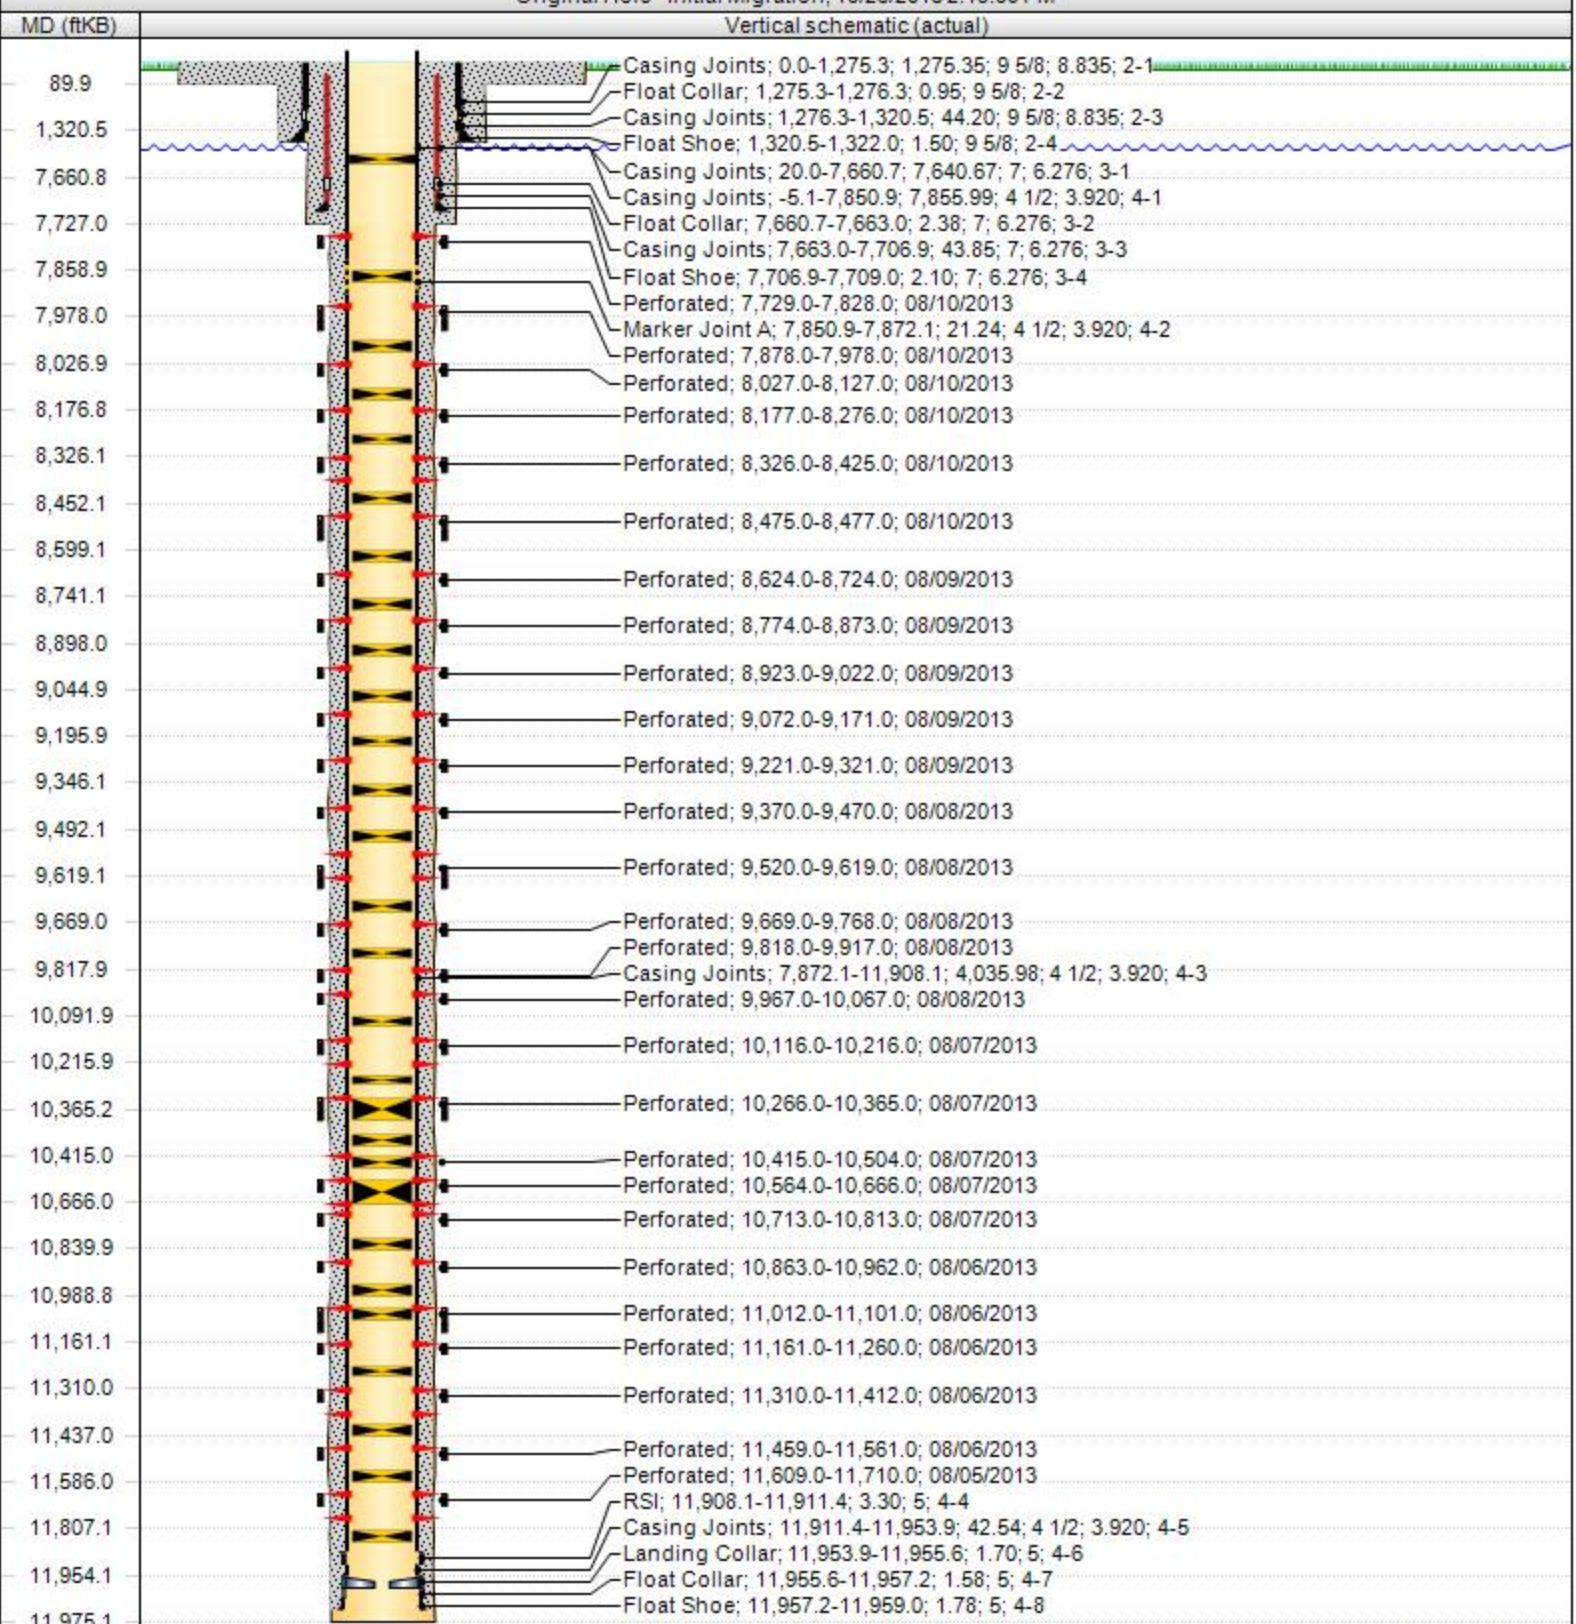 MD (ftKB)
Vertical schematic (actual)
89.9
1,320.5
7,660.8
7,727.0
7,858.9
7,978.0
8,026.9
8,176.8
8,326.1
8,452.1
8,599.1
8,741.1
8,898.0
9,044.9
9,195.9
9,346.1
9,492.1
9,619.1
9,669.0
9,817.9
10,091.9
10,215.9
10,365.2
10,415.0
10,666.0
10,839.9
10,988.8
11,161.1
11,310.0
11,437.0
11,586.0
11,807.1
11,954.1
11,975.1
Casing Joints; 0.0-1,275.3; 1,275.35; 9 5/8; 8.835; 2-1
Float Collar; 1,275.3-1,276.3; 0.95; 9 5/8; 2-2
Casing Joints; 1,276.3-1,320.5; 44.20; 9 5/8; 8.835; 2-3
Float Shoe; 1,320.5-1,322.0; 1.50; 9 5/8; 2-4
Casing Joints; 20.0-7,660.7; 7,640.67; 7; 6.276; 3-1
Casing Joints; -5.1-7,850.9; 7,855.99; 4 1/2; 3.920; 4-1
Float Collar; 7,660.7-7,663.0; 2.38; 7; 6.276; 3-2
Casing Joints; 7,663.0-7,706.9; 43.85; 7; 6.276; 3-3
Float Shoe; 7,706.9-7,709.0; 2.10; 7; 6.276; 3-4
Perforated; 7,729.0-7,828.0; 08/10/2013
Marker Joint A; 7,850.9-7,872.1; 21.24; 4 1/2; 3.920; 4-2
Perforated; 7,878.0-7,978.0; 08/10/2013
Perforated; 8,027.0-8,127.0; 08/10/2013
Perforated; 8,177.0-8,276.0; 08/10/2013
Perforated; 8,326.0-8,425.0; 08/10/2013
Perforated; 8,475.0-8,477.0; 08/10/2013
Perforated; 8,624.0-8,724.0; 08/09/2013
Perforated; 8,774.0-8,873.0; 08/09/2013
Perforated; 8,923.0-9,022.0; 08/09/2013
Perforated; 9,072.0-9,171.0; 08/09/2013
Perforated; 9,221.0-9,321.0; 08/09/2013
Perforated; 9,370.0-9,470.0; 08/08/2013
Perforated; 9,520.0-9,619.0; 08/08/2013
Perforated; 9,669.0-9,768.0; 08/08/2013
Perforated; 9,818.0-9,917.0; 08/08/2013
Casing Joints; 7,872.1-11,908.1; 4,035.98; 4 1/2; 3.920; 4-3
Perforated; 9,967.0-10,067.0; 08/08/2013
Perforated; 10,116.0-10,216.0; 08/07/2013
Perforated; 10,266.0-10,365.0; 08/07/2013
Perforated; 10,415.0-10,504.0; 08/07/2013
Perforated; 10,564.0-10,666.0; 08/07/2013
Perforated; 10,713.0-10,813.0; 08/07/2013
Perforated; 10,863.0-10,962.0; 08/06/2013
Perforated; 11,012.0-11,101.0; 08/06/2013
Perforated; 11,161.0-11,260.0; 08/06/2013
Perforated; 11,310.0-11,412.0; 08/06/2013
Perforated; 11,459.0-11,561.0; 08/06/2013
Perforated; 11,609.0-11,710.0; 08/05/2013
RSI; 11,908.1-11,911.4; 3.30; 5; 4-4
Casing Joints; 11,911.4-11,953.9; 42.54; 4 1/2; 3.920; 4-5
Landing Collar; 11,953.9-11,955.6; 1.70; 5; 4-6
Float Collar; 11,955.6-11,957.2; 1.58; 5; 4-7
Float Shoe; 11,957.2-11,959.0; 1.78; 5; 4-8